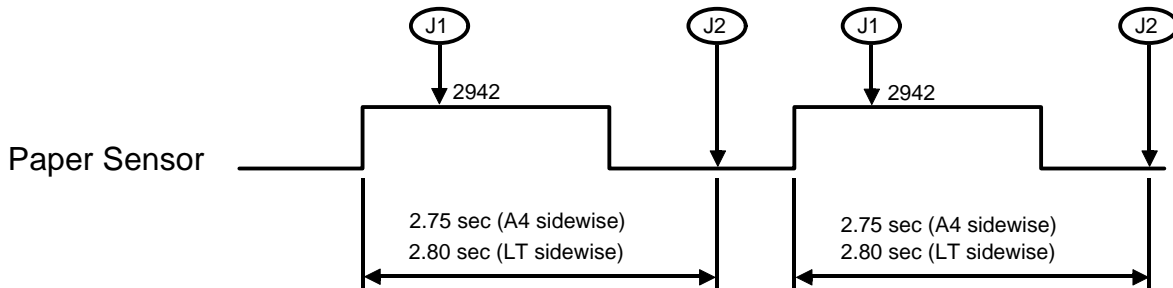 J1
J2
J1
J2
2942
2942
Paper Sensor
2.75 sec (A4 sidewise)
2.80 sec (LT sidewise)
2.75 sec (A4 sidewise)
2.80 sec (LT sidewise)